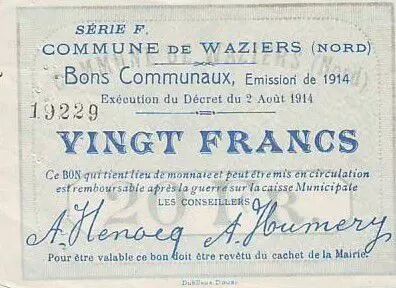 SÉRIE F.
COMMUNE DE WAZIERS (NORD)
Bons Communaux, Emission de 1914
19229
Exécution du Décret du 2 Août 1914
VINGT FRANCS
Ce BON qui tient lieu de monnaie et peut être mis en circulation
est remboursable après la guerre sur la caisse Municipale
LES CONSEILLERS
20 FR.
A. Henocq A. Humery
Pour être valable ce bon doit être revêtu du cachet de la Mairie.